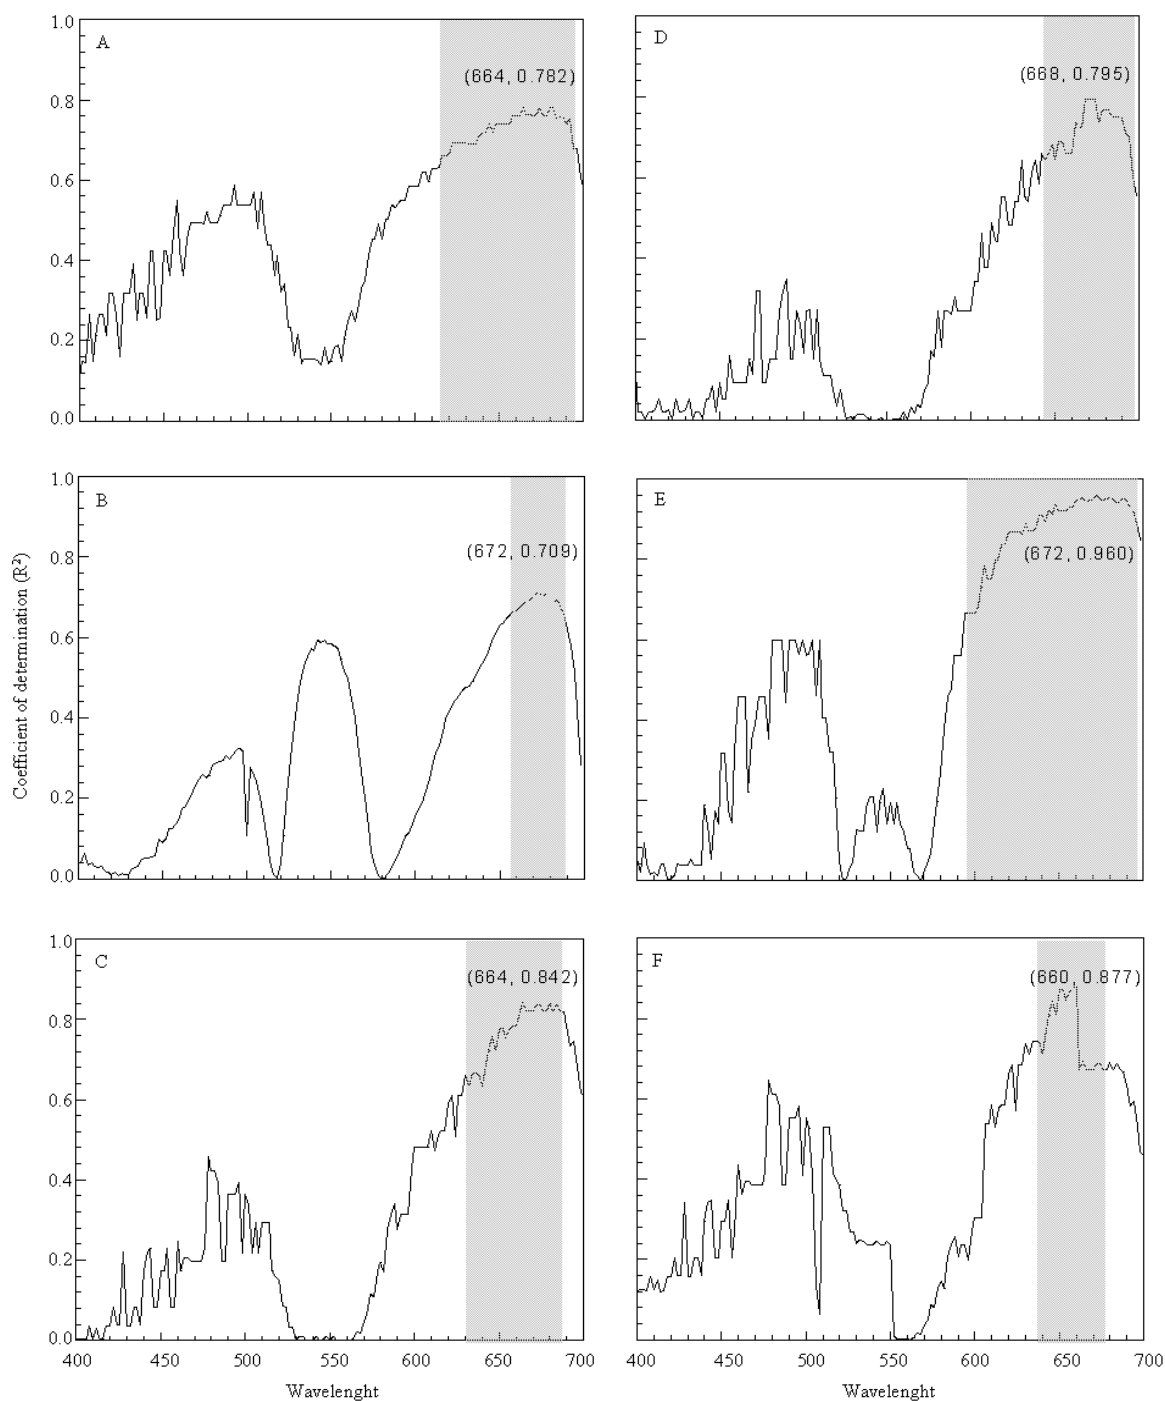 1.0
A
(664, 0.782)
0.8
0.6
0.4
0.2
0.0
D
(668, 0.795)
1.0
B
(672, 0.709)
0.8
0.6
0.4
0.2
0.0
E
(672, 0.960)
Coefficient of determination (R²)
1.0
C
(664, 0.842)
0.8
0.6
0.4
0.2
0.0
400 450 500 550 600 650 700
Wavelenght
F
(660, 0.877)
400 450 500 550 600 650 700
Wavelenght